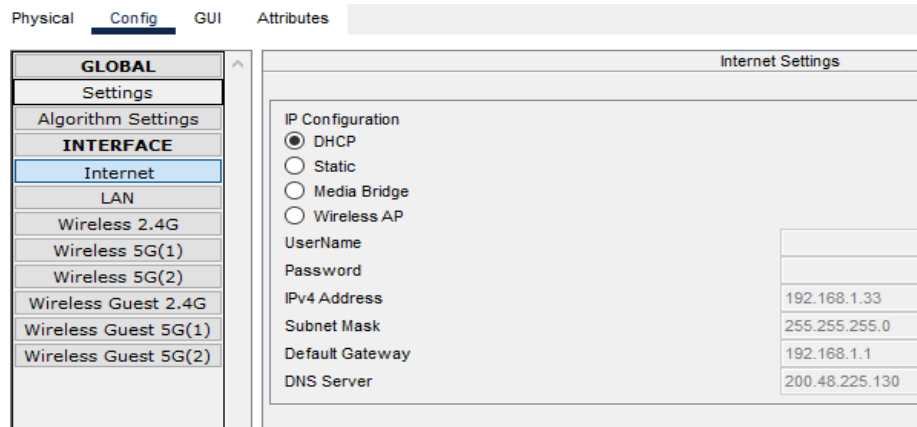 Physical Config GUI Attributes
GLOBAL
Settings
Algorithm Settings
INTERFACE
Internet
LAN
Wireless 2.4G
Wireless 5G(1)
Wireless 5G(2)
Wireless Guest 2.4G
Wireless Guest 5G(1)
Wireless Guest 5G(2)
Internet Settings
IP Configuration
DHCP
Static
Media Bridge
Wireless AP
UserName
Password
IPv4 Address 192.168.1.33
Subnet Mask 255.255.255.0
Default Gateway 192.168.1.1
DNS Server 200.48.225.130